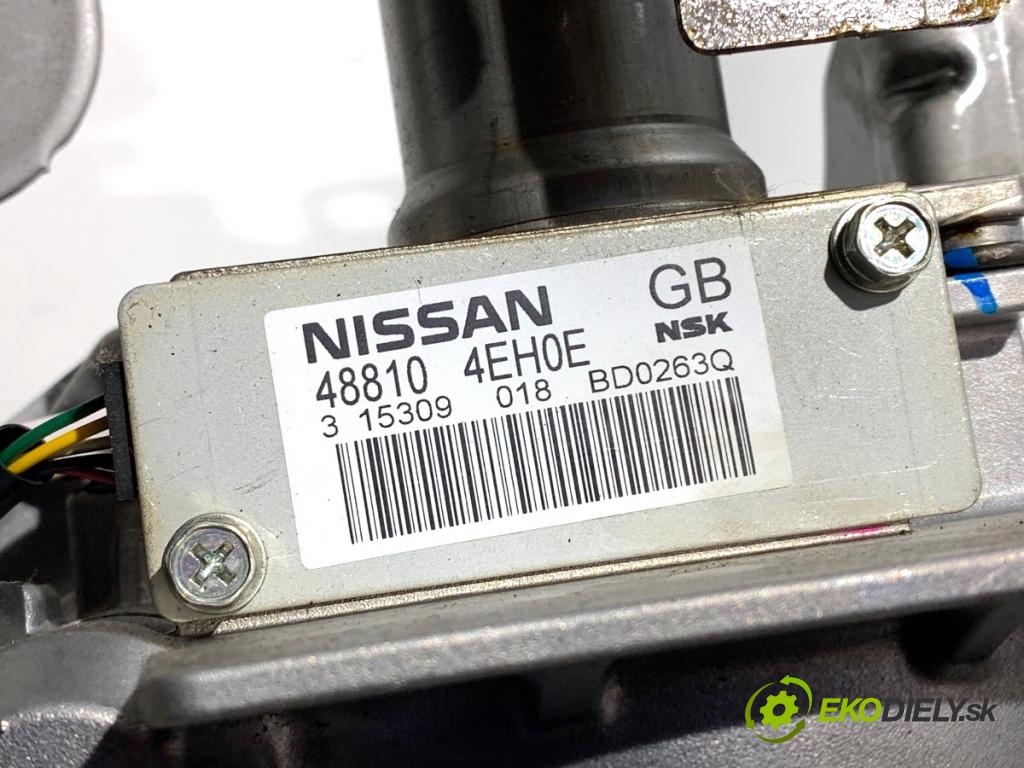 NISSAN GB
48810 4EH0E NSK
3 15309 018 BD0263Q
EKODIELY.sk